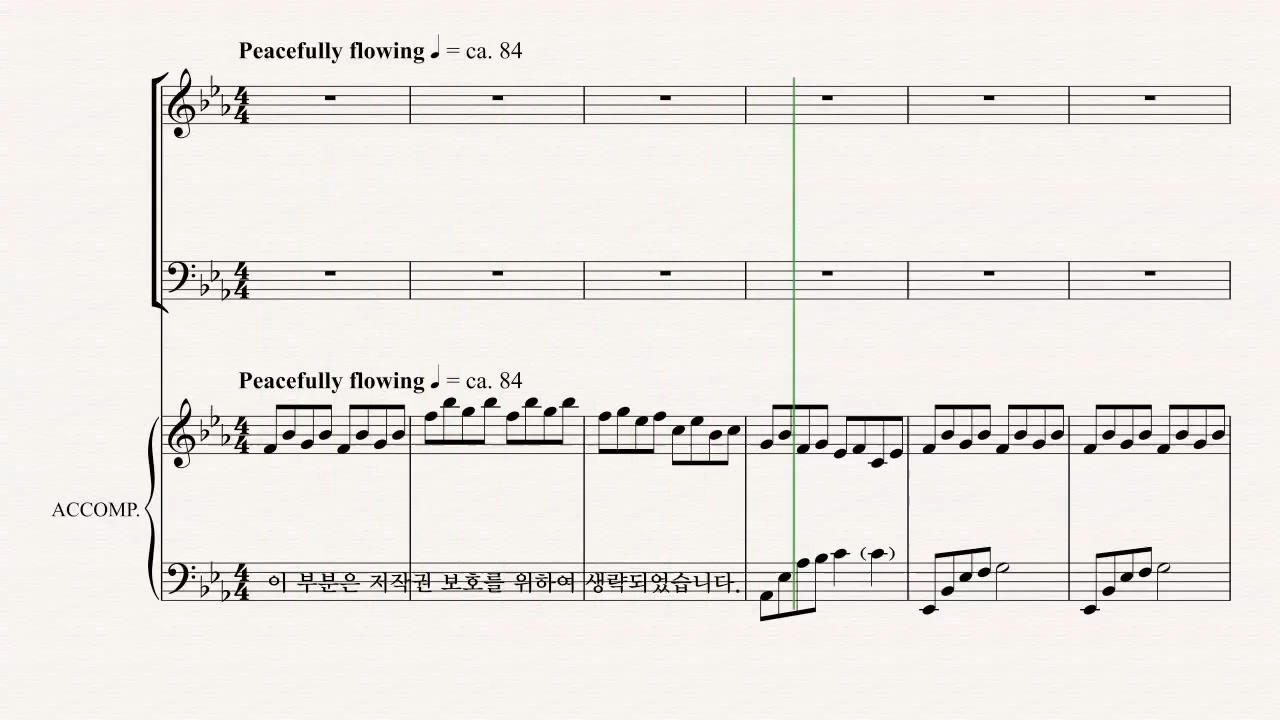 Peacefully flowing ♩ = ca. 84
Peacefully flowing ♩ = ca. 84
ACCOMP.
이 부분은 저작권 보호를 위하여 생략되었습니다.